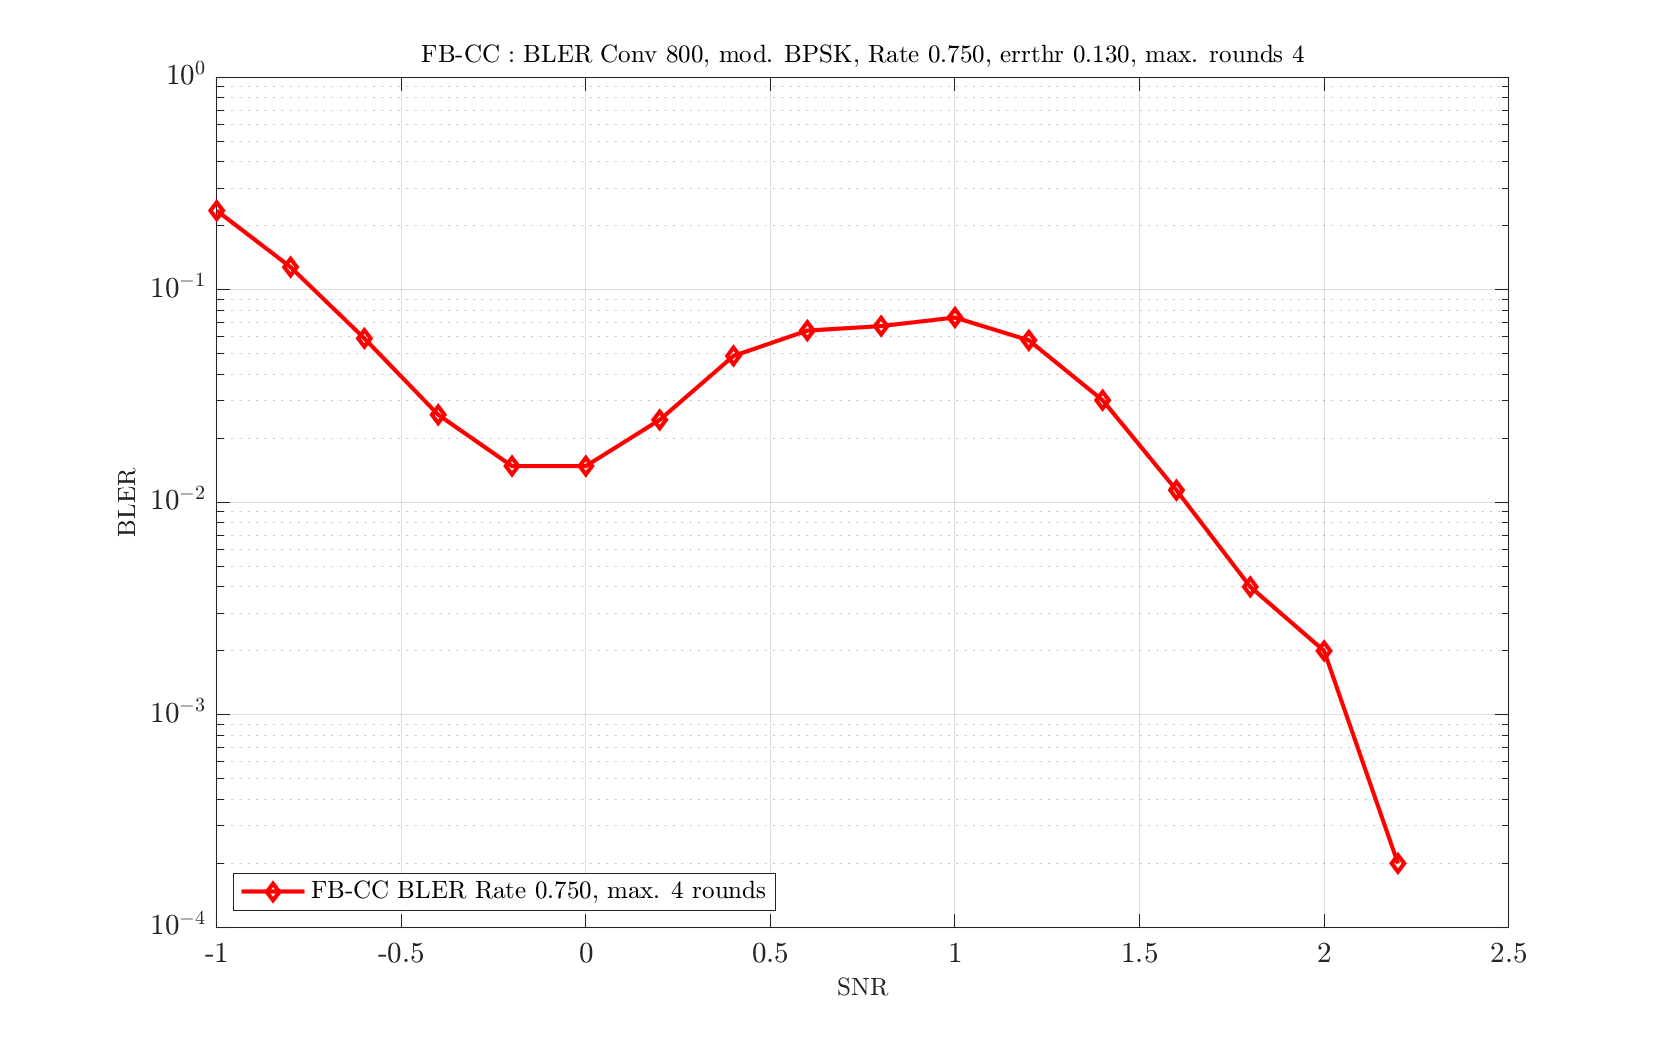 FB-CC : BLER Conv 800, mod. BPSK, Rate 0.750, errthr 0.130, max. rounds 4
10⁰
10⁻¹
10⁻²
10⁻³
10⁻⁴
BLER
FB-CC BLER Rate 0.750, max. 4 rounds
-1 -0.5 0 0.5 1 1.5 2 2.5
SNR